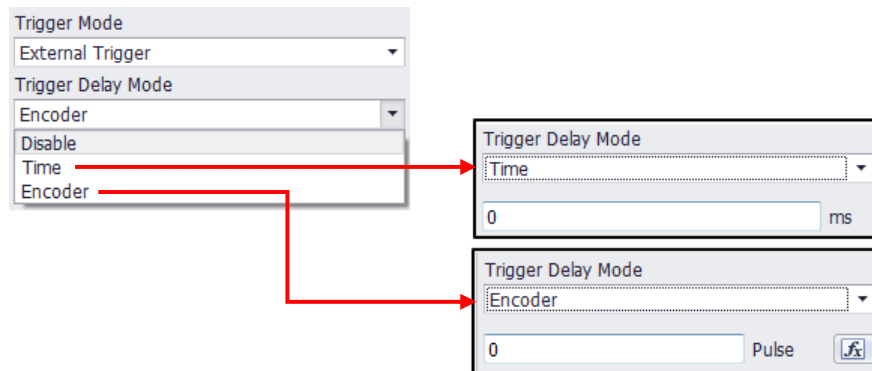 Trigger Mode
External Trigger
Trigger Delay Mode
Encoder
Disable
Time
Encoder
Trigger Delay Mode
Time
0 ms
Trigger Delay Mode
Encoder
0 Pulse fx